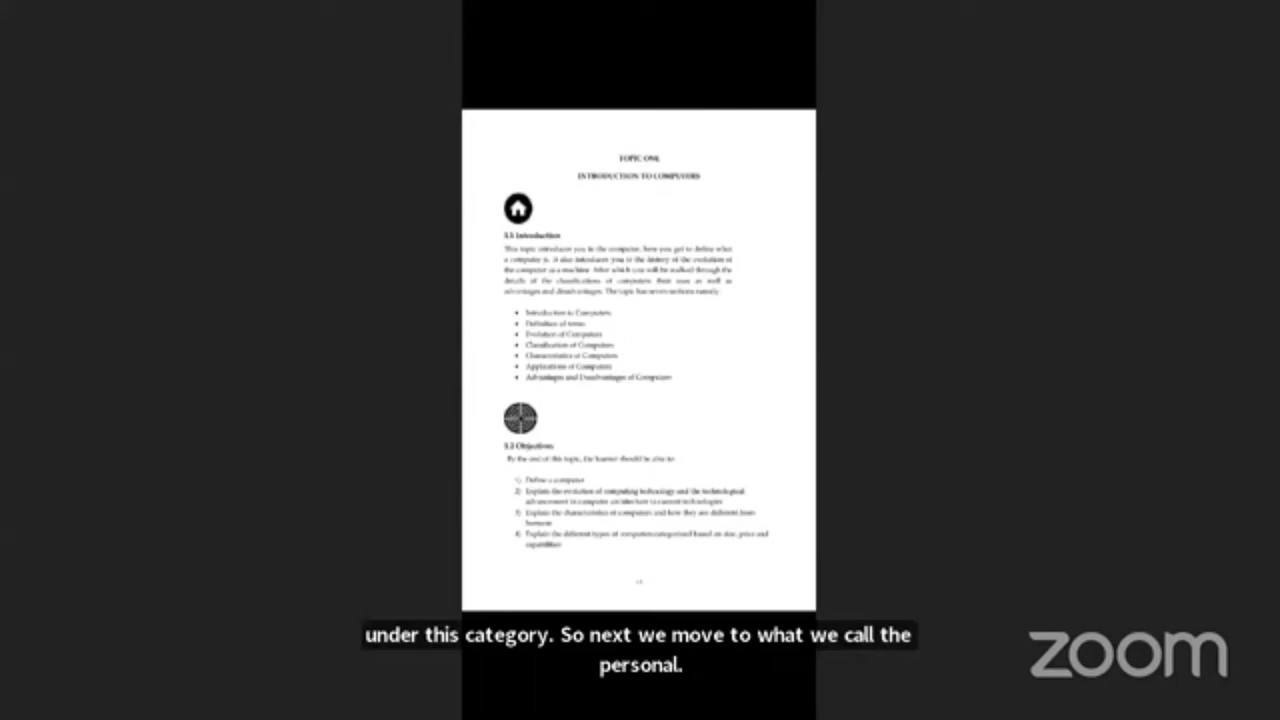 TOPIC ONE
INTRODUCTION TO COMPUTERS
1.1 Introduction
This topic introduces you to the computer, here you get to define what
a computer is. It also introduces you to the history of the evolution of
the computer as a machine. After which you will be walked through the
details of the classifications of computers their uses as well as
advantages and disadvantages. The topic has seven sections namely:
• Introduction to Computers
• Definition of terms
• Evolution of Computers
• Classification of Computers
• Characteristics of Computers
• Applications of Computers
• Advantages and Disadvantages of Computers
1.2 Objectives
By the end of this topic, the learner should be able to:
1) Define a computer
2) Explain the evolution of computing technology and the technological
advancement in computer architecture to current technologies
3) Explain the characteristics of computers and how they are different from
humans
4) Explain the different types of computers categorised based on size, price and
capabilities
under this category. So next we move to what we call the
personal.
zoom